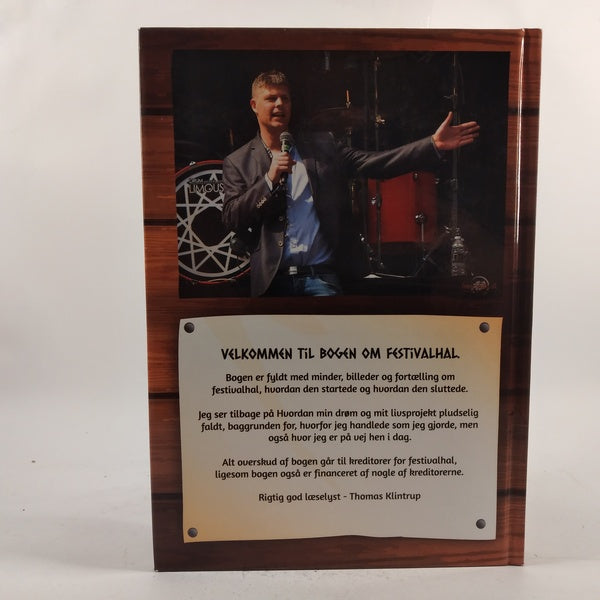 LIMOUS
VELKOMMEN TIL BOGEN OM FESTIVALHAL.
Bogen er fyldt med minder, billeder og fortælling om
festivalhal, hvordan den startede og hvordan den sluttede.
Jeg ser tilbage på Hvordan min drøm og mit livsprojekt pludselig
faldt, baggrunden for, hvorfor jeg handlede som jeg gjorde, men
også hvor jeg er på vej hen i dag.
Alt overskud af bogen går til kreditorer for festivalhal,
ligesom bogen også er financeret af nogle af kreditorerne.
Rigtig god læselyst - Thomas Klintrup